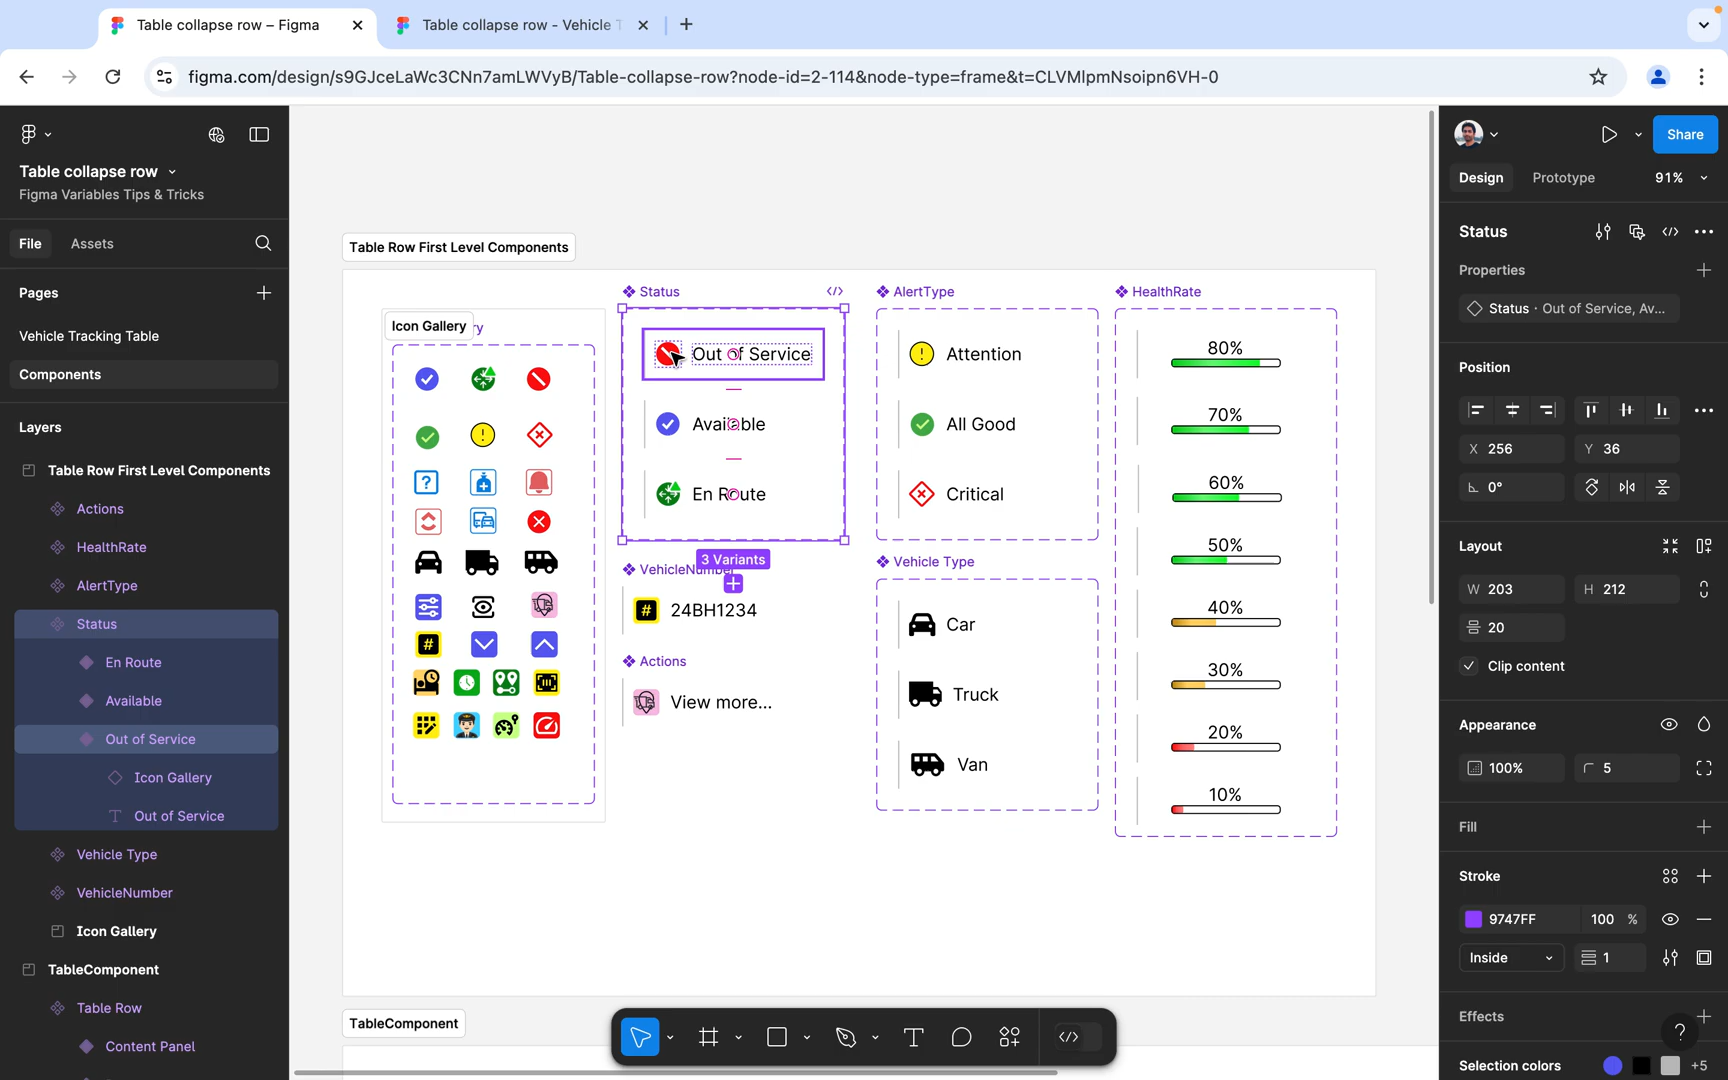 Table collapse row – Figma
Table collapse row - Vehicle T
figma.com/design/s9GJceLaWc3CNn7amLWVyB/Table-collapse-row?node-id=2-114&node-type=frame&t=CLVMlpmNsoipn6VH-0
Table collapse row
Figma Variables Tips & Tricks
File
Assets
Pages
Vehicle Tracking Table
Components
Layers
Table Row First Level Components
Actions
HealthRate
AlertType
Status
En Route
Available
Out of Service
Icon Gallery
Out of Service
Vehicle Type
VehicleNumber
Icon Gallery
TableComponent
Table Row
Content Panel
Table Row First Level Components
Icon Gallery
Status
Out of Service
Available
En Route
3 Variants
VehicleNumber
# 24BH1234
Actions
View more...
AlertType
Attention
All Good
Critical
Vehicle Type
Car
Truck
Van
HealthRate
80%
70%
60%
50%
40%
30%
20%
10%
TableComponent
Share
Design
Prototype
91%
Status
Properties
Status · Out of Service, Av...
Position
X 256
Y 36
0°
Layout
W 203
H 212
20
Clip content
Appearance
100%
5
Fill
Stroke
9747FF 100 %
Inside
1
Effects
?
Selection colors
+5